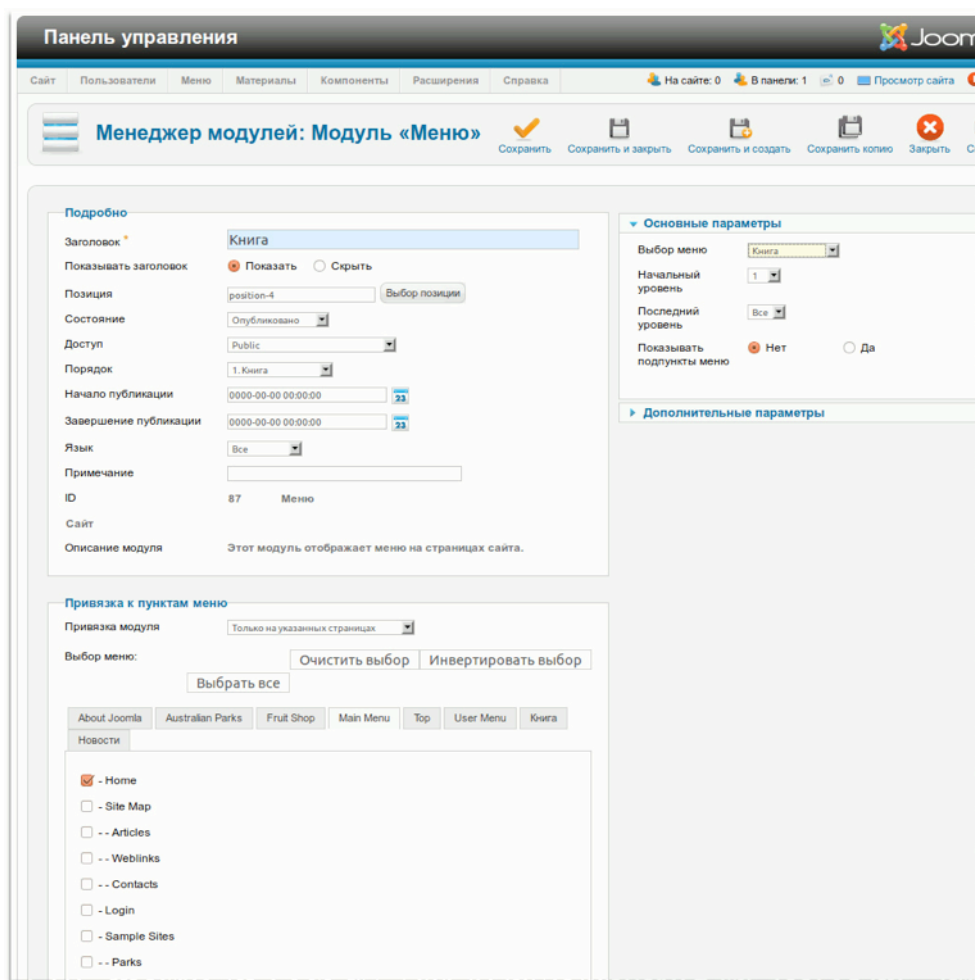 Панель управления
Joom
Сайт Пользователи Меню Материалы Компоненты Расширения Справка На сайте: 0 В панели: 1 0 Просмотр сайта
Менеджер модулей: Модуль «Меню»
Сохранить Сохранить и закрыть Сохранить и создать Сохранить копию Закрыть С
Подробно
Заголовок * Книга
Показывать заголовок Показать Скрыть
Позиция position-4 Выбор позиции
Состояние Опубликовано
Доступ Public
Порядок 1. Книга
Начало публикации 0000-00-00 00:00:00 23
Завершение публикации 0000-00-00 00:00:00 23
Язык Все
Примечание
ID 87 Меню
Сайт
Описание модуля Этот модуль отображает меню на страницах сайта.
Основные параметры
Выбор меню Книга
Начальный
уровень 1
Последний
уровень Все
Показывать
подпункты меню Нет Да
Дополнительные параметры
Привязка к пунктам меню
Привязка модуля Только на указанных страницах
Выбор меню: Очистить выбор Инвертировать выбор
Выбрать все
About Joomla Australian Parks Fruit Shop Main Menu Top User Menu Книга
Новости
- Home
- Site Map
- - Articles
- - Weblinks
- - Contacts
- Login
- Sample Sites
- - Parks